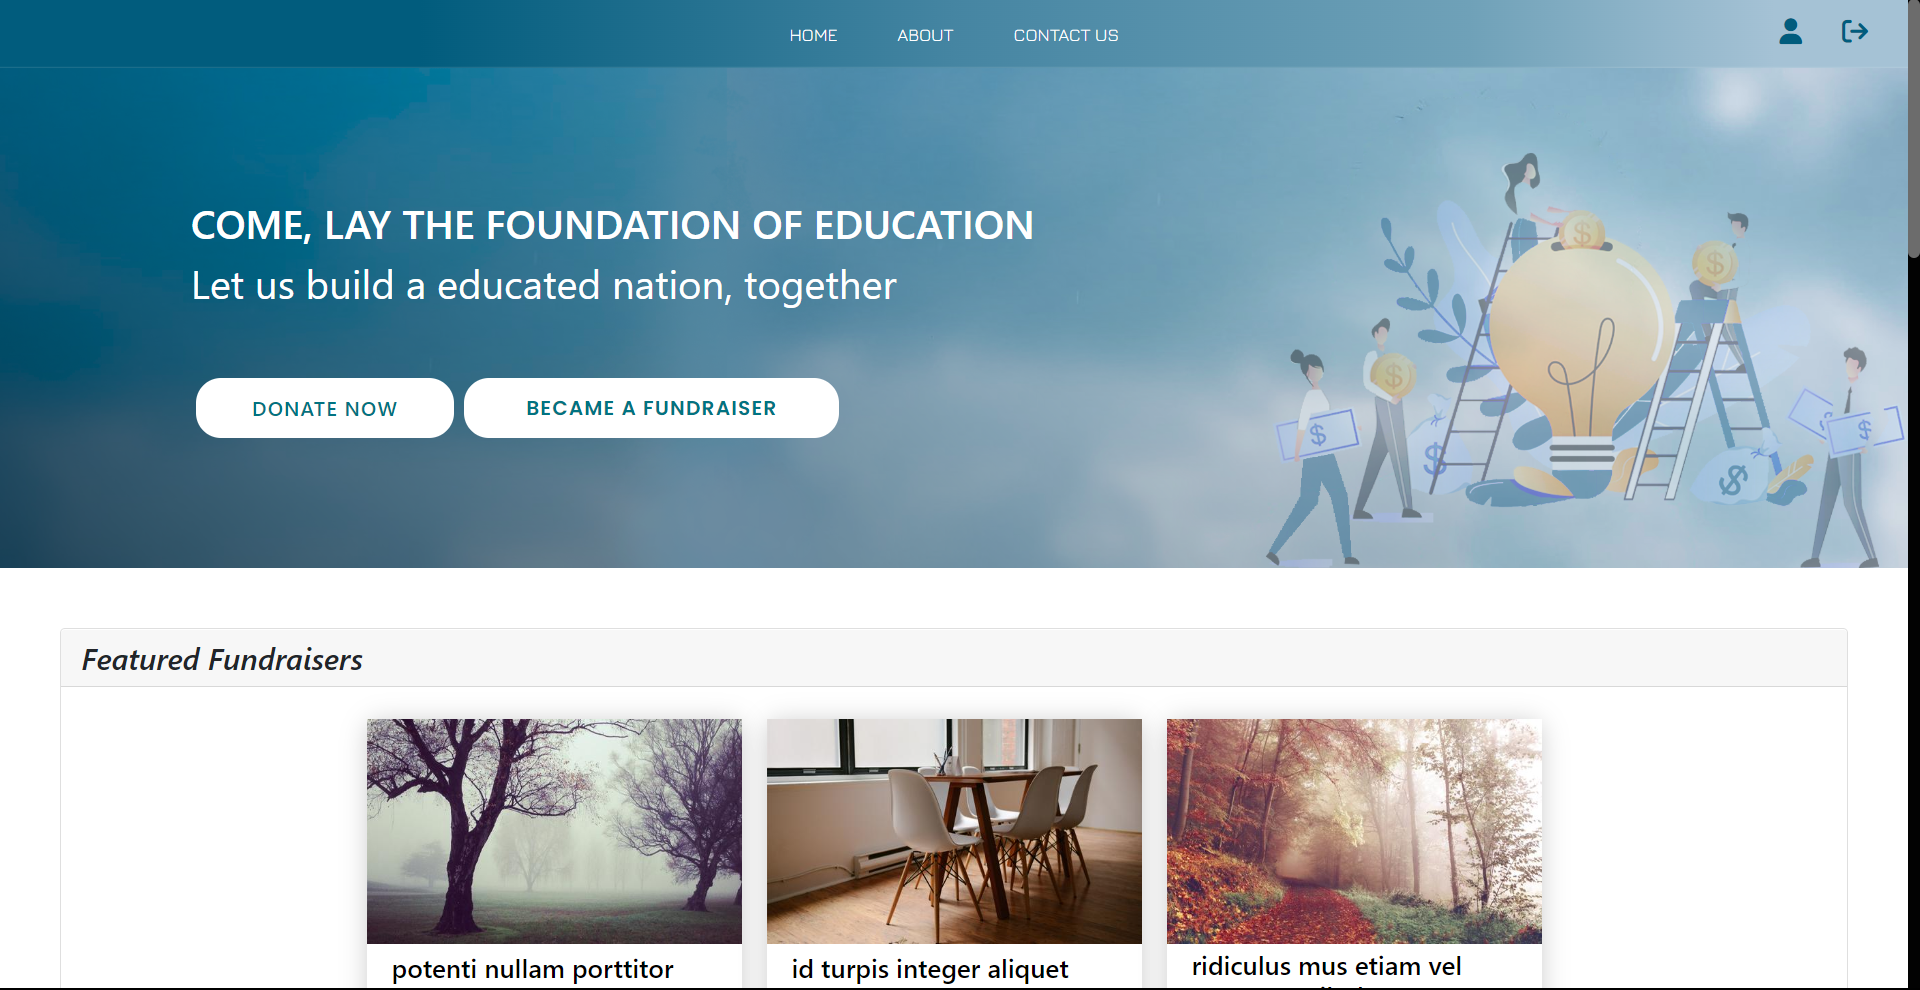 HOME ABOUT CONTACT US
COME, LAY THE FOUNDATION OF EDUCATION
Let us build a educated nation, together
DONATE NOW BECAME A FUNDRAISER
Featured Fundraisers
potenti nullam porttitor
id turpis integer aliquet
ridiculus mus etiam vel